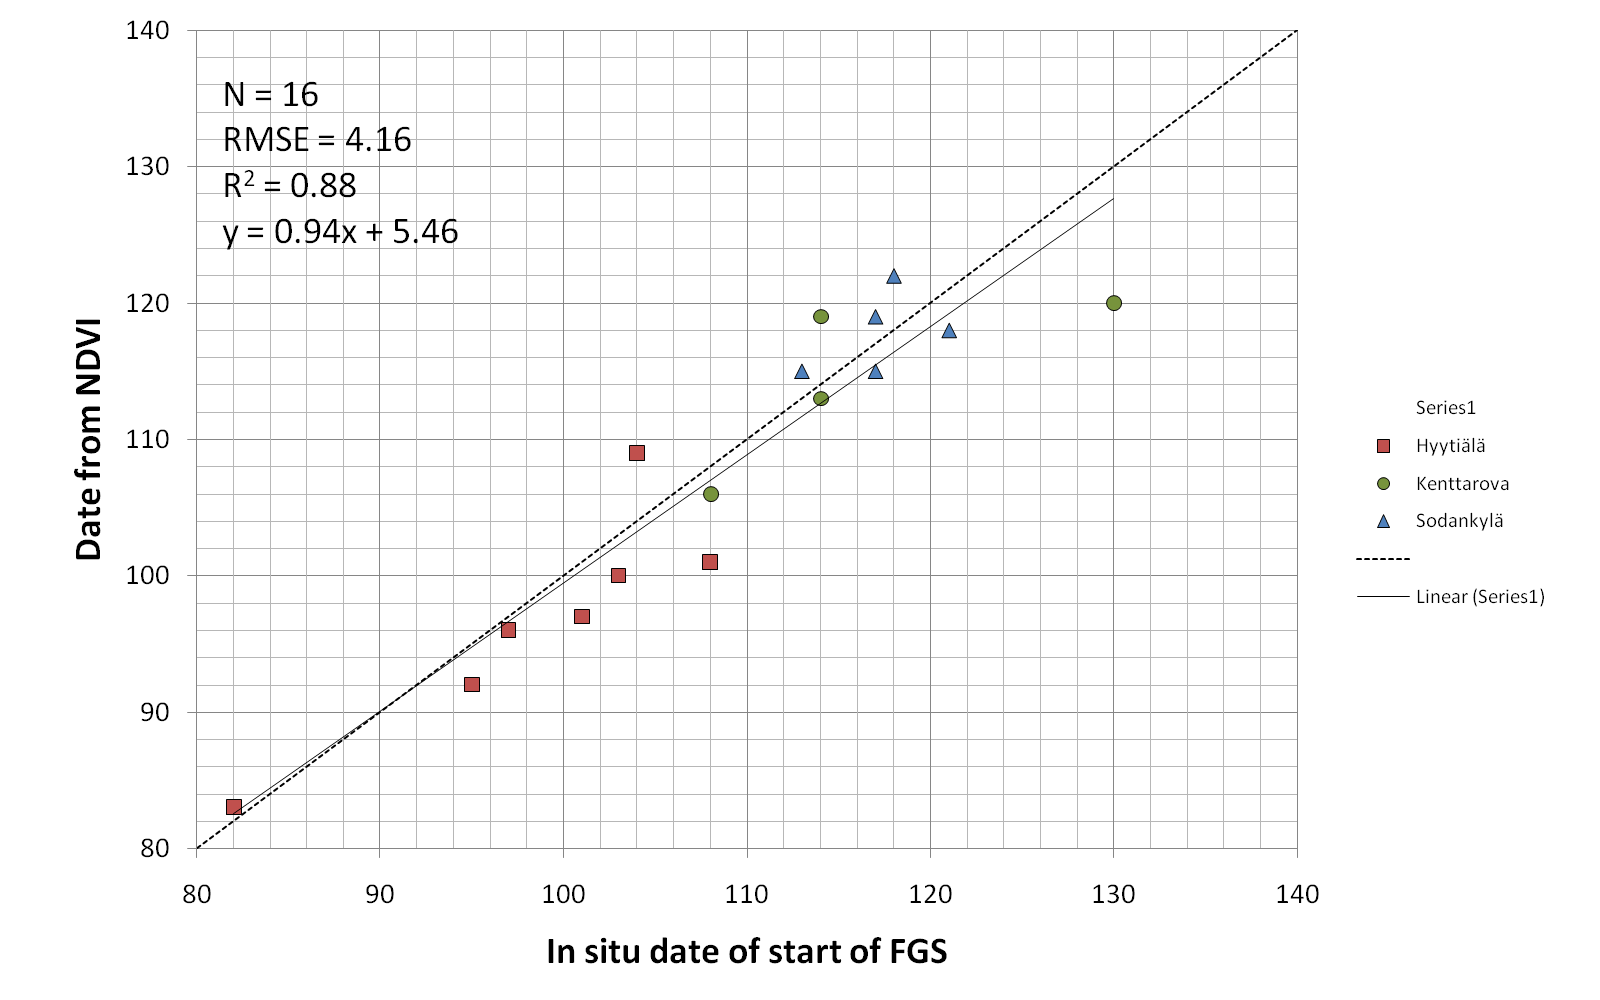 N = 16
RMSE = 4.16
R² = 0.88
y = 0.94x + 5.46
140
130
120
110
100
90
80
80 90 100 110 120 130 140
Date from NDVI
In situ date of start of FGS
Series1
Hyytiälä
Kenttarova
Sodankylä
Linear (Series1)